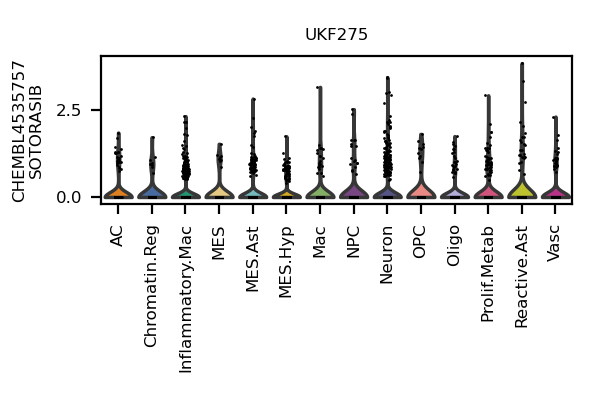 UKF275
CHEMBL4535757
SOTORASIB
2.5
0.0
AC
Chromatin.Reg
Inflammatory.Mac
MES
MES.Ast
MES.Hyp
Mac
NPC
Neuron
OPC
Oligo
Prolif.Metab
Reactive.Ast
Vasc